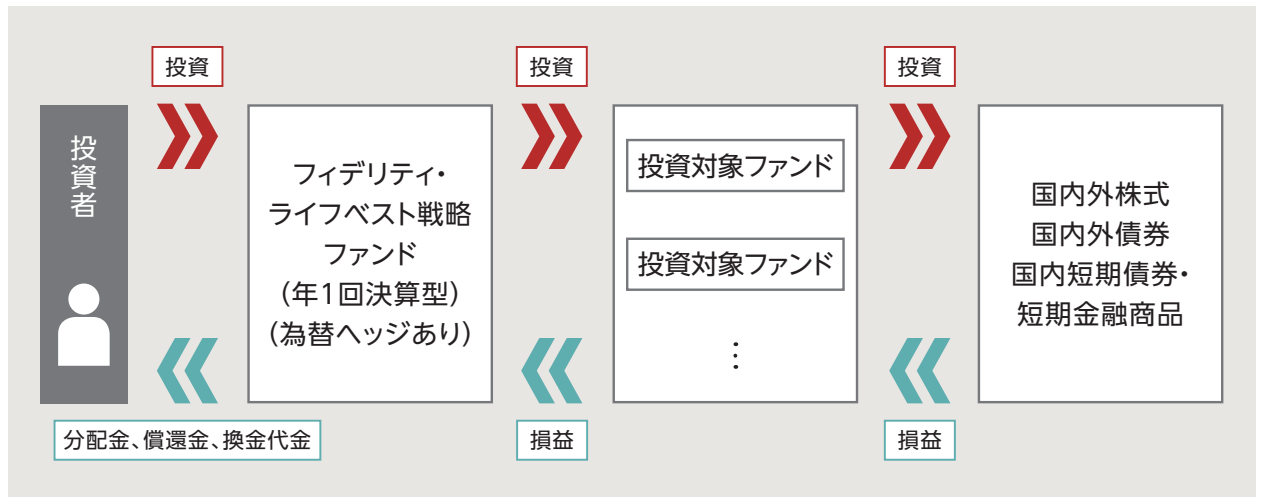 投資
投資
投資
投資者
フィデリティ・
ライフベスト戦略
ファンド
(年1回決算型)
(為替ヘッジあり)
投資対象ファンド
投資対象ファンド
⋮
国内外株式
国内外債券
国内短期債券・
短期金融商品
分配金、償還金、換金代金
損益
損益